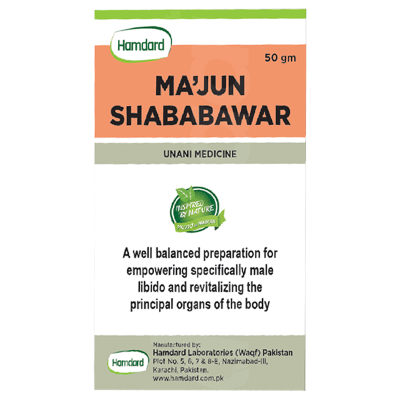 Hamdard
50 gm
MA'JUN
SHABABAWAR
UNANI MEDICINE
INSPIRED
BY NATURE
A well balanced preparation for
empowering specifically male
libido and revitalizing the
principal organs of the body
Manufactured by:
Hamdard Laboratories (Waqf) Pakistan
Plot No. 5, 6, 7 & 8-E, Nazimabad-III,
Karachi, Pakistan.
www.hamdard.com.pk
Hamdard